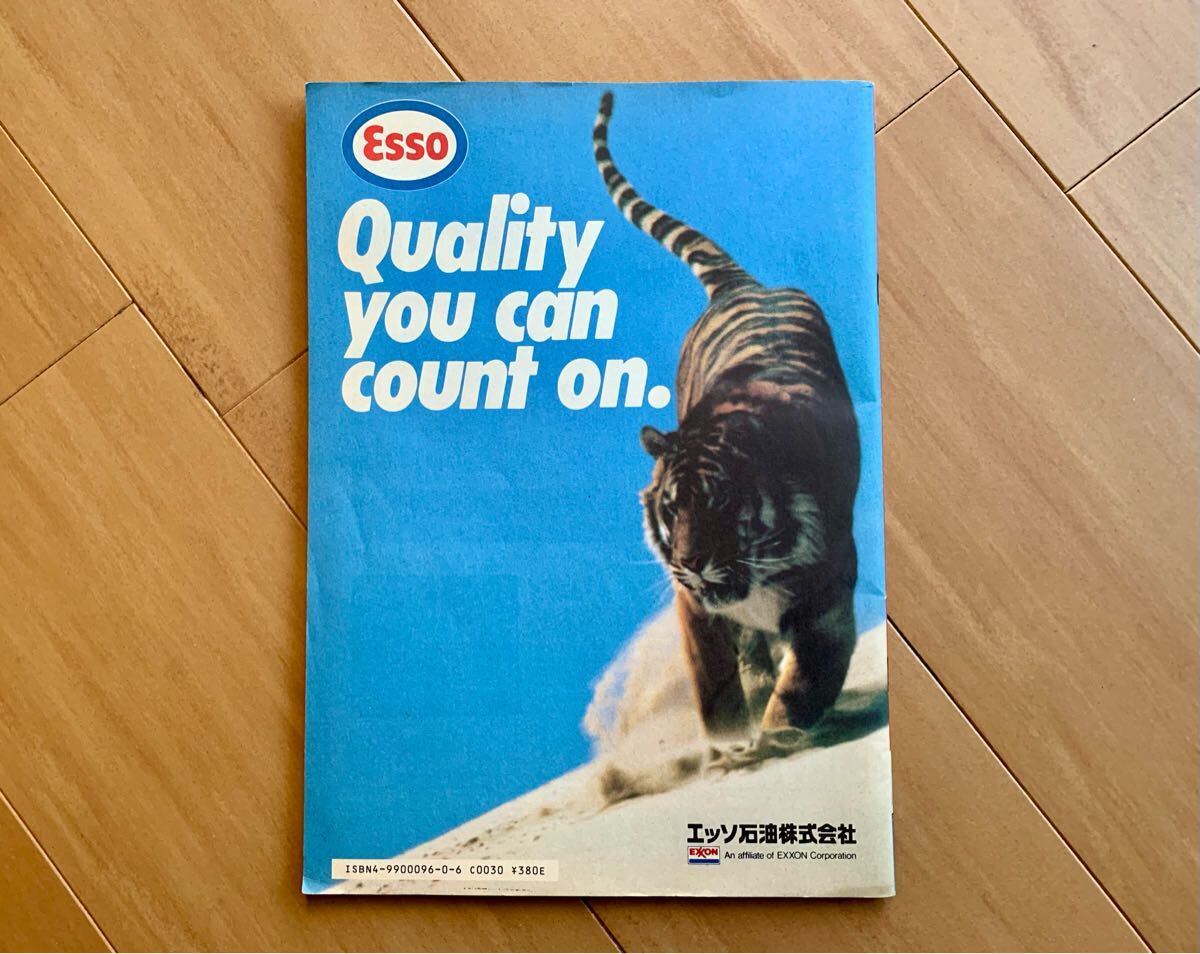 Esso
Quality
you can
count on.
エッソ石油株式会社
EXXON An affiliate of EXXON Corporation
ISBN4-9900096-0-6 C0030 ¥380E